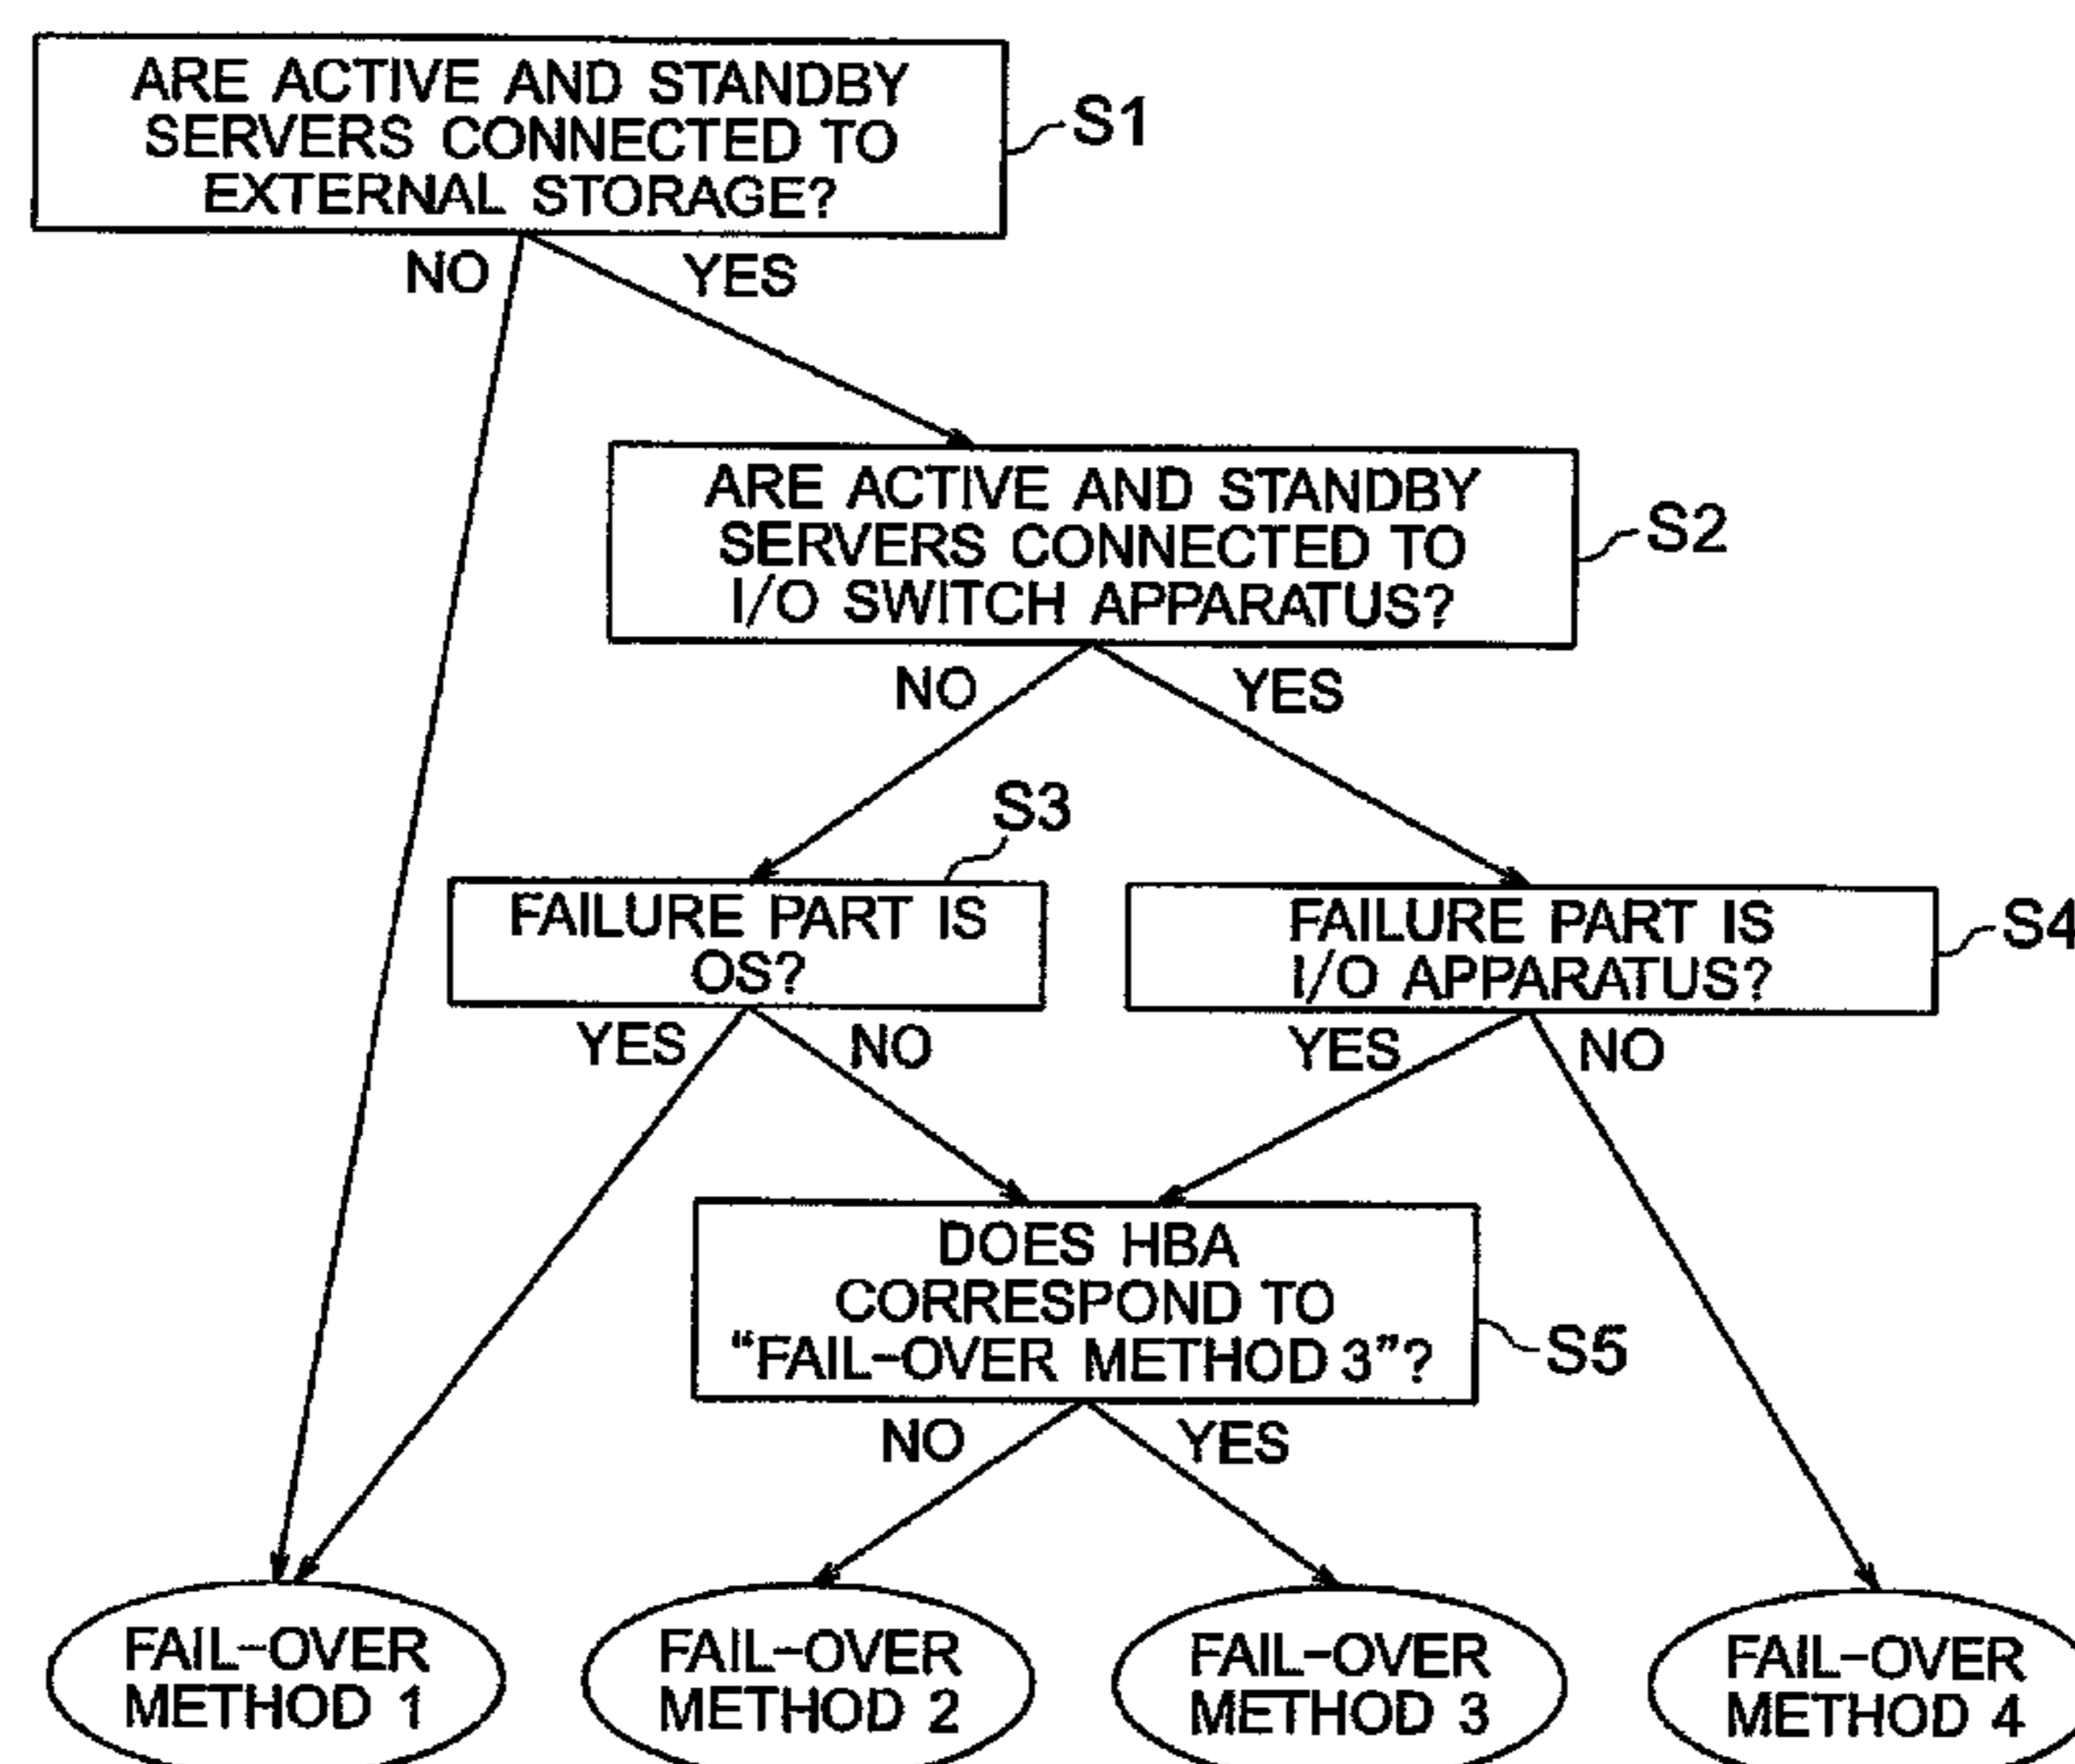 ARE ACTIVE AND STANDBY
SERVERS CONNECTED TO
EXTERNAL STORAGE?
S1
NO
YES
ARE ACTIVE AND STANDBY
SERVERS CONNECTED TO
I/O SWITCH APPARATUS?
S2
NO
YES
S3
FAILURE PART IS
OS?
FAILURE PART IS
I/O APPARATUS?
S4
YES
NO
YES
NO
DOES HBA
CORRESPOND TO
“FAIL-OVER METHOD 3”?
S5
NO
YES
FAIL-OVER
METHOD 1
FAIL-OVER
METHOD 2
FAIL-OVER
METHOD 3
FAIL-OVER
METHOD 4